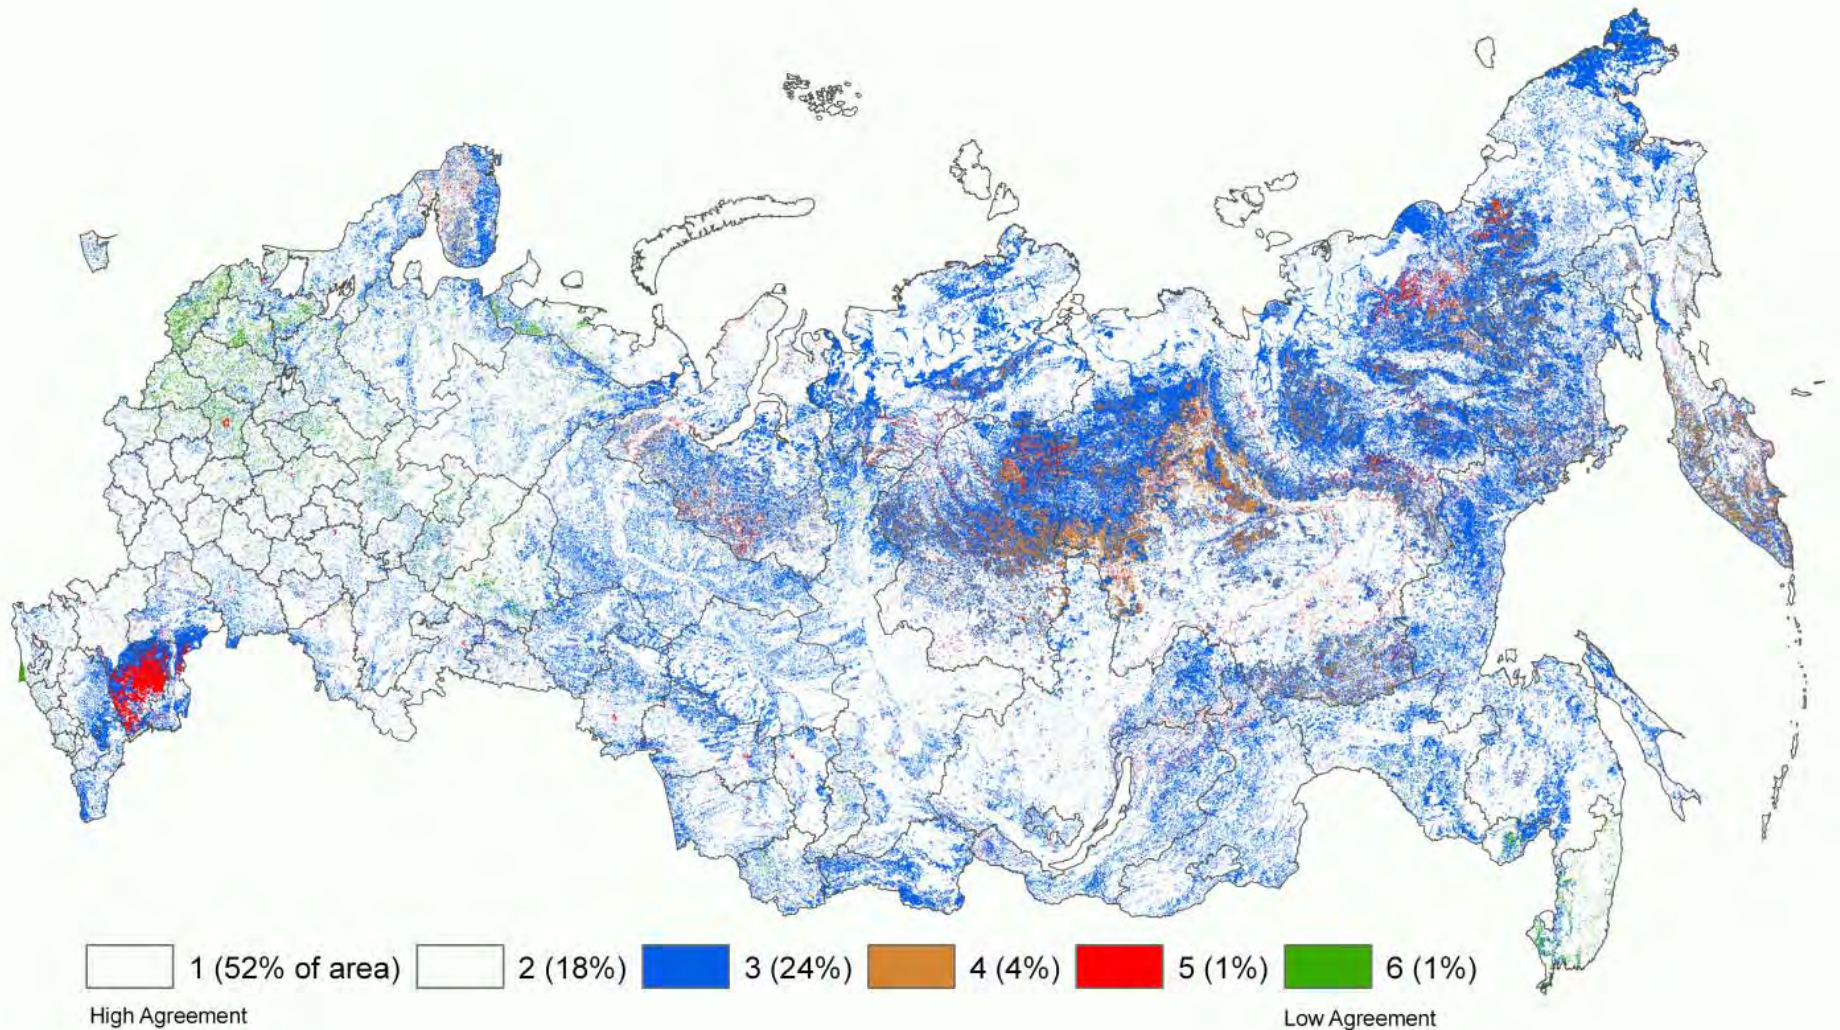 1 (52% of area) 2 (18%) 3 (24%) 4 (4%) 5 (1%) 6 (1%)
High Agreement Low Agreement